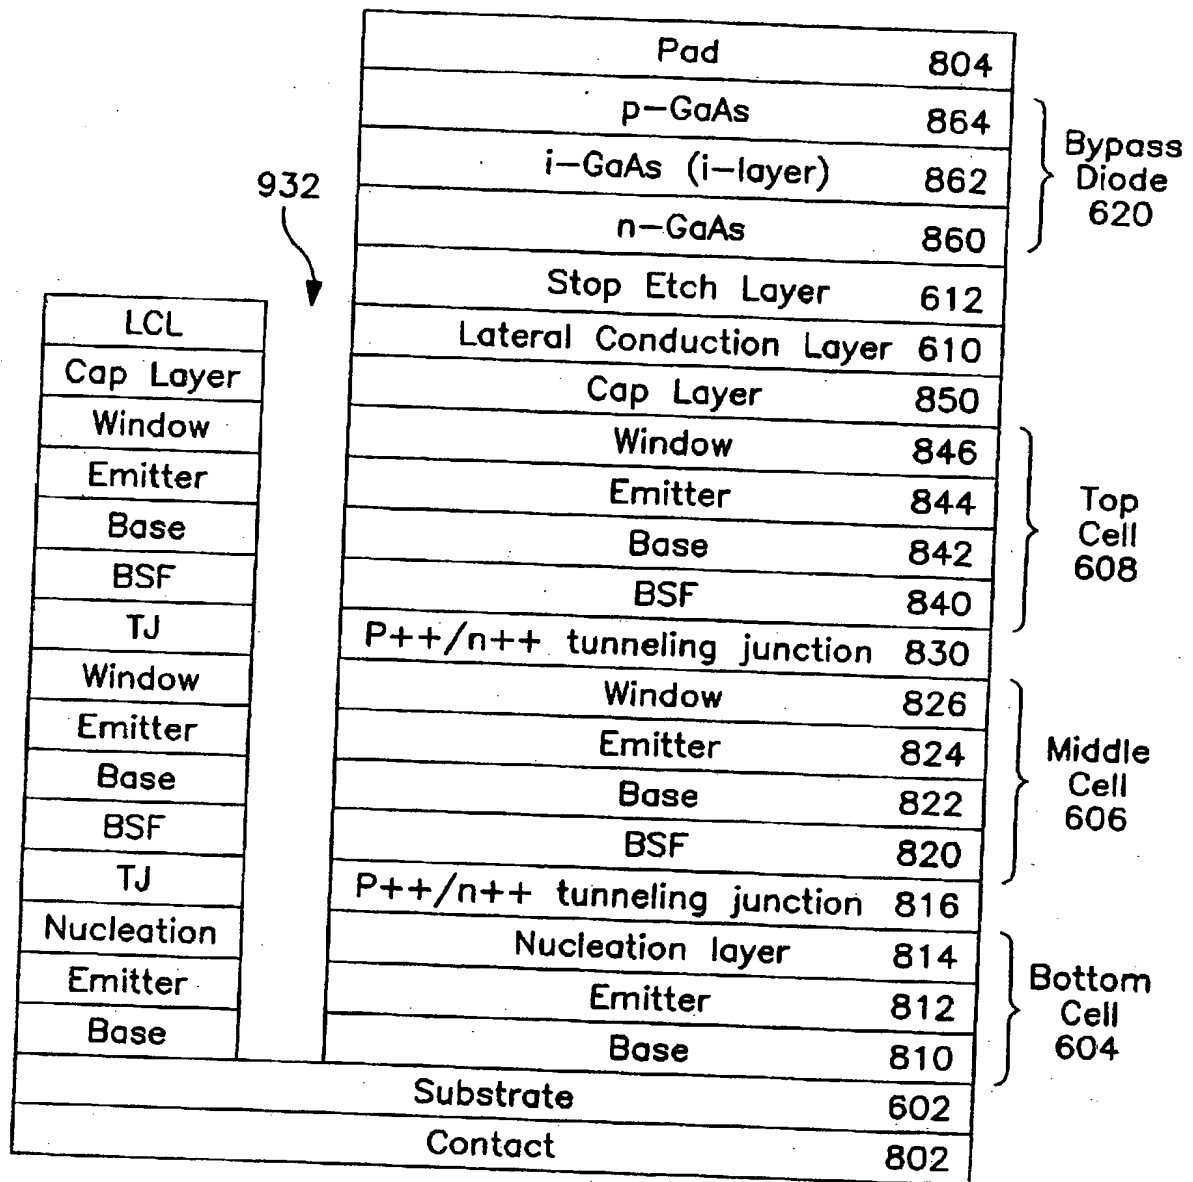 Pad 804
p-GaAs 864
i-GaAs (i-layer) 862
n-GaAs 860
Bypass
Diode
620
932
Stop Etch Layer 612
Lateral Conduction Layer 610
Cap Layer 850
Window 846
Emitter 844
Base 842
BSF 840
Top
Cell
608
P++/n++ tunneling junction 830
Window 826
Emitter 824
Base 822
BSF 820
Middle
Cell
606
P++/n++ tunneling junction 816
Nucleation layer 814
Emitter 812
Base 810
Bottom
Cell
604
LCL
Cap Layer
Window
Emitter
Base
BSF
TJ
Window
Emitter
Base
BSF
TJ
Nucleation
Emitter
Base
Substrate 602
Contact 802